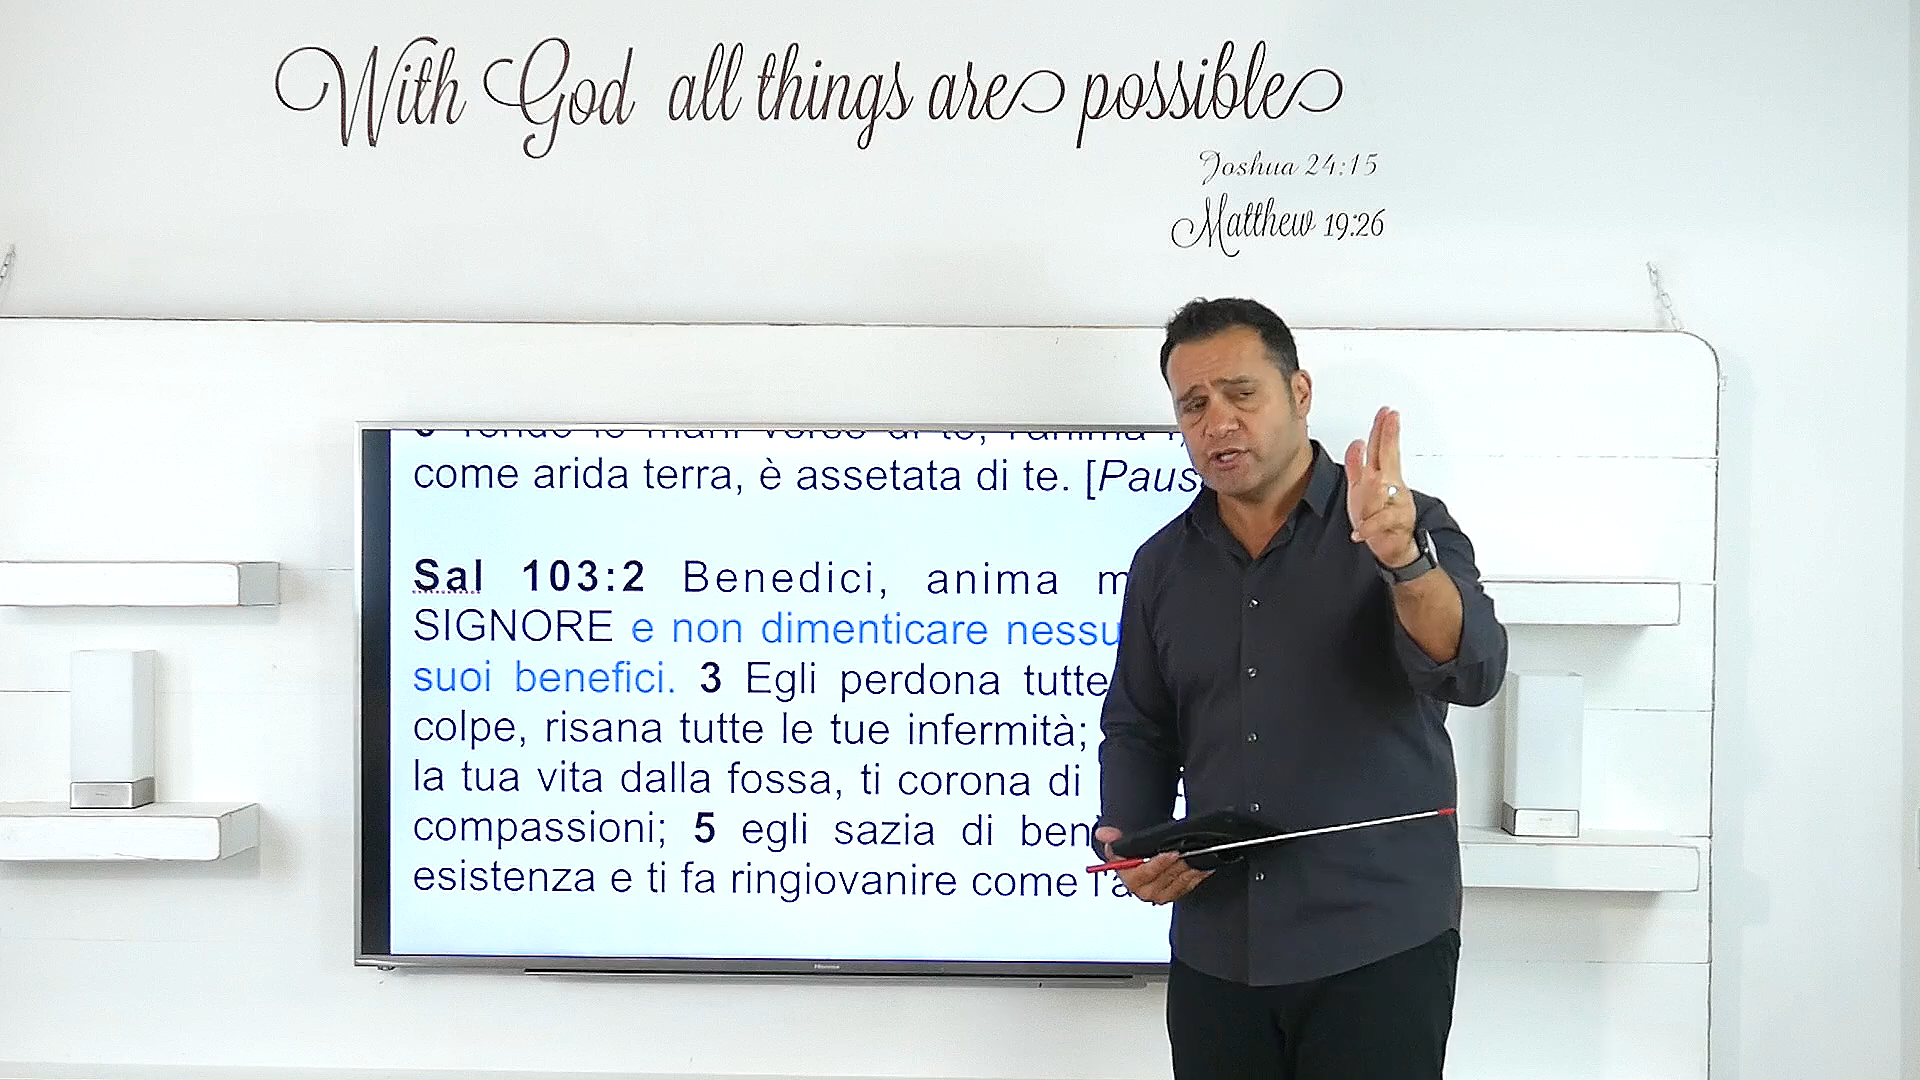 With God all things are possible
Joshua 24:15
Matthew 19:26
come arida terra, è assetata di te. [Paus
Sal 103:2 Benedici, anima m
SIGNORE e non dimenticare nessu
suoi benefici. 3 Egli perdona tutte
colpe, risana tutte le tue infermità;
la tua vita dalla fossa, ti corona di
compassioni; 5 egli sazia di ben
esistenza e ti fa ringiovanire come l'a
Hisense